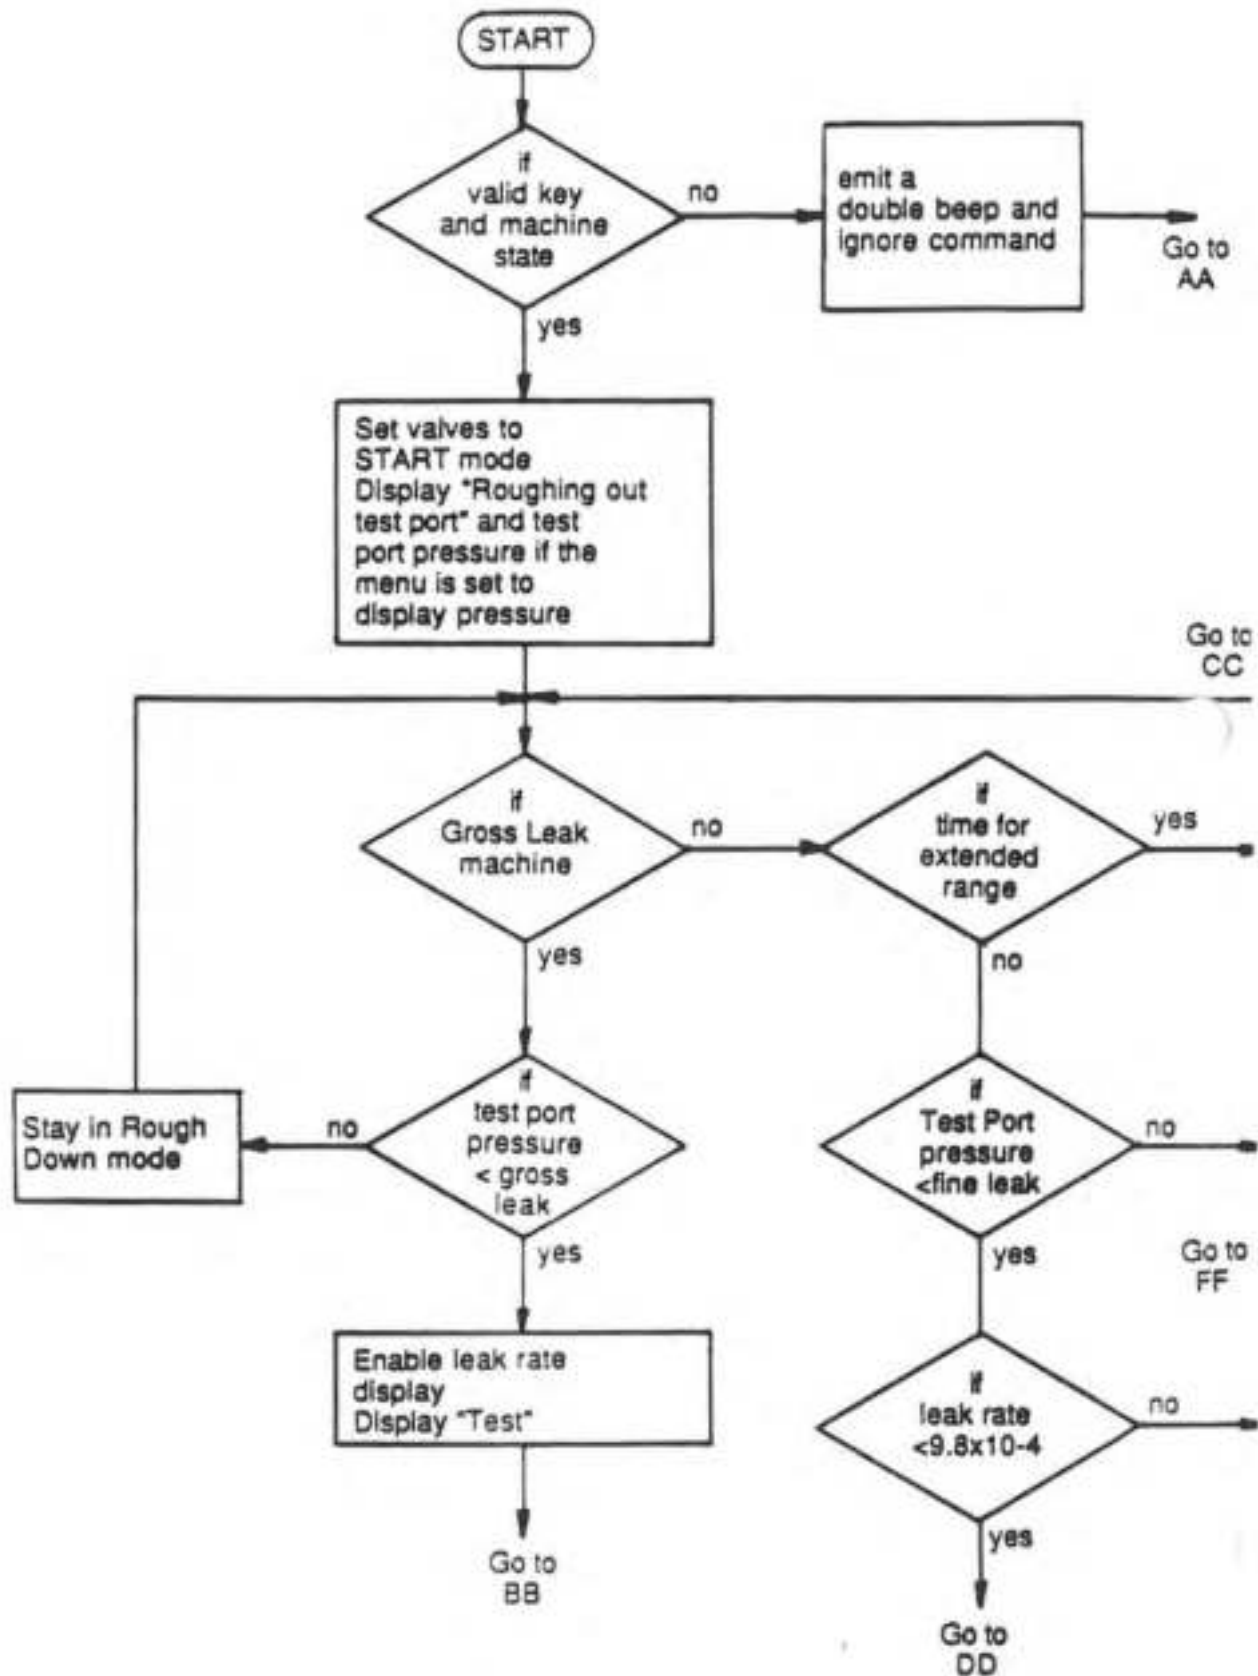 START
if
valid key
and machine
state
no
emit a
double beep and
ignore command
Go to
AA
yes
Set valves to
START mode
Display "Roughing out
test port" and test
port pressure if the
menu is set to
display pressure
Go to
CC
if
Gross Leak
machine
no
if
time for
extended
range
yes
yes
no
if
test port
pressure
< gross
leak
no
Stay in Rough
Down mode
if
Test Port
pressure
<fine leak
no
yes
yes
Go to
FF
Enable leak rate
display
Display "Test"
if
leak rate
<9.8x10-4
no
yes
Go to
BB
Go to
DD